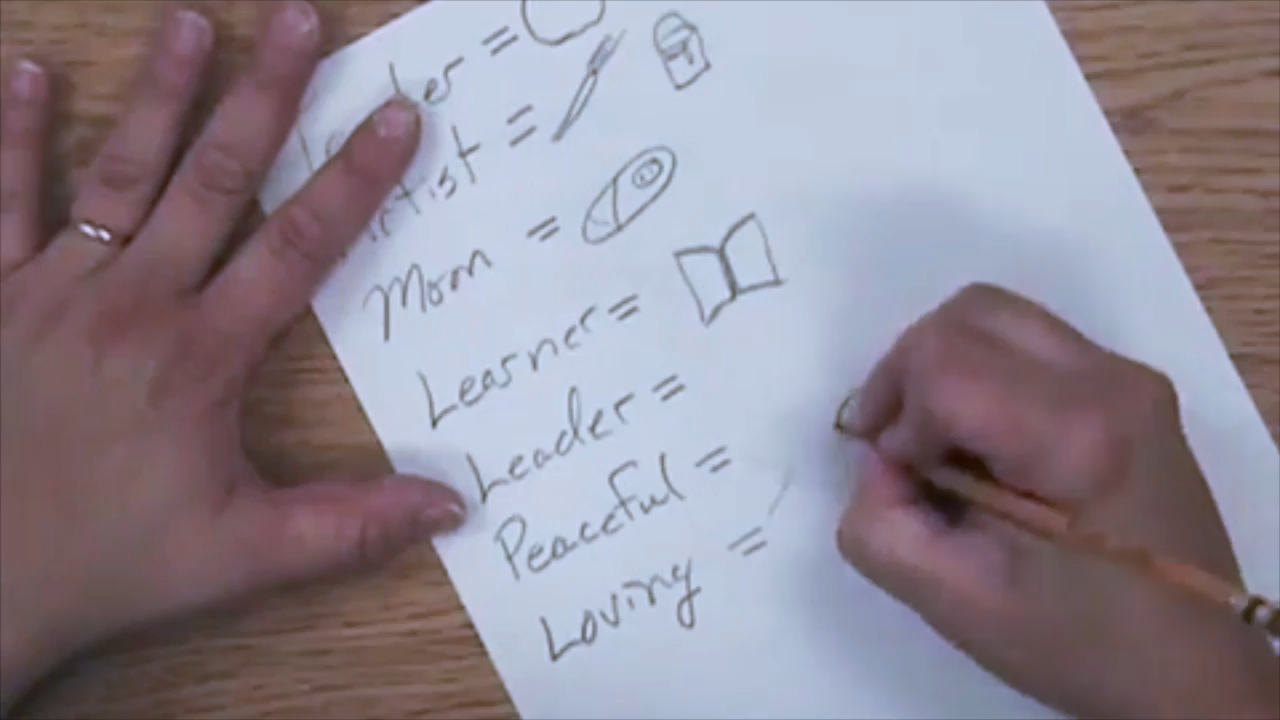 =
Artist =
Mom =
Learner =
Leader =
Peaceful =
Loving =